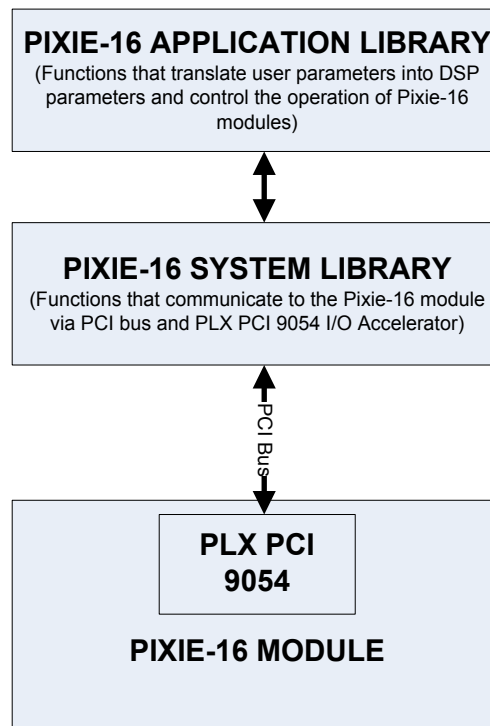 PIXIE-16 APPLICATION LIBRARY
(Functions that translate user parameters into DSP
parameters and control the operation of Pixie-16
modules)
PIXIE-16 SYSTEM LIBRARY
(Functions that communicate to the Pixie-16 module
via PCI bus and PLX PCI 9054 I/O Accelerator)
PCI Bus
PLX PCI
9054
PIXIE-16 MODULE